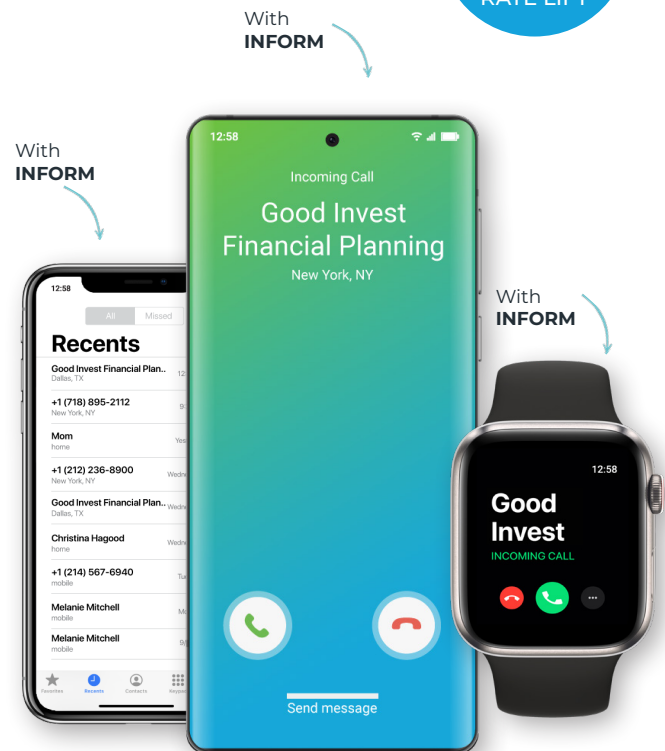 RATE LIFT
With
INFORM
With
INFORM
With
INFORM
12:58
Incoming Call
Good Invest
Financial Planning
New York, NY
Send message
12:58
All Missed
Recents
Good Invest Financial Plan..
Dallas, TX
+1 (718) 895-2112
New York, NY
Mom
home
+1 (212) 236-8900
New York, NY
Good Invest Financial Plan..
Dallas, TX
Christina Hagood
home
+1 (214) 567-6940
mobile
Melanie Mitchell
mobile
Melanie Mitchell
mobile
Favorites Recents Contacts
12:58
Good
Invest
INCOMING CALL